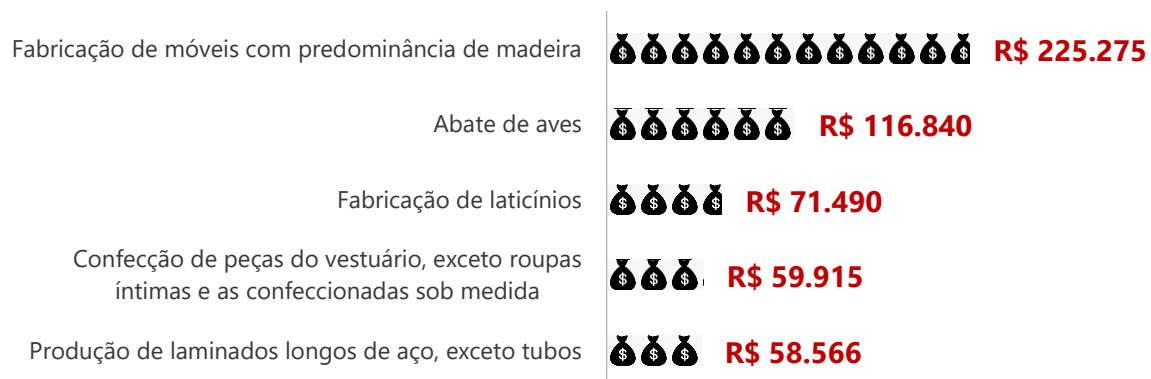 Fabricação de móveis com predominância de madeira R$ 225.275
Abate de aves R$ 116.840
Fabricação de laticínios R$ 71.490
Confecção de peças do vestuário, exceto roupas
íntimas e as confeccionadas sob medida R$ 59.915
Produção de laminados longos de aço, exceto tubos R$ 58.566